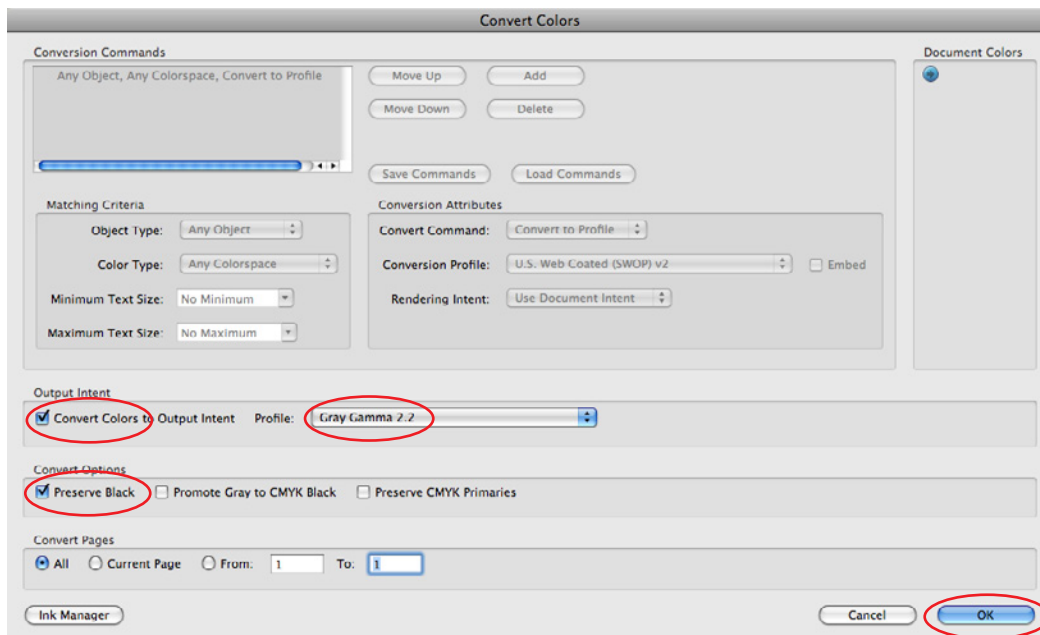 Convert Colors
Conversion Commands
Document Colors
Any Object, Any Colorspace, Convert to Profile
Move Up
Add
Move Down
Delete
Save Commands
Load Commands
Matching Criteria
Object Type: Any Object
Color Type: Any Colorspace
Minimum Text Size: No Minimum
Maximum Text Size: No Maximum
Conversion Attributes
Convert Command: Convert to Profile
Conversion Profile: U.S. Web Coated (SWOP) v2 Embed
Rendering Intent: Use Document Intent
Output Intent
Convert Colors to Output Intent Profile: Gray Gamma 2.2
Convert Options
Preserve Black Promote Gray to CMYK Black Preserve CMYK Primaries
Convert Pages
All Current Page From: 1 To: 1
Ink Manager Cancel OK